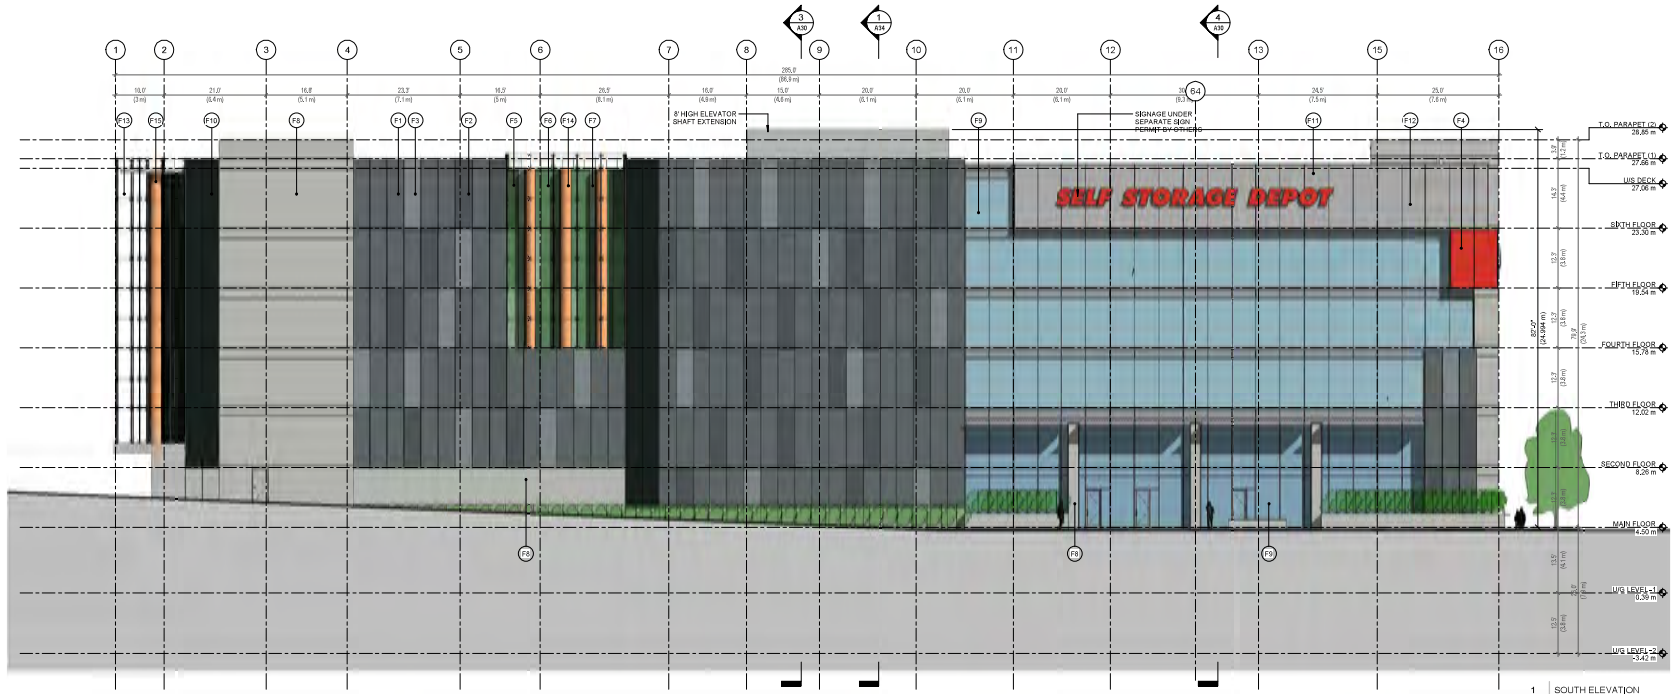 3
A30
1
A34
4
A30
1 2 3 4 5 6 7 8 9 10 11 12 13 15 16
285.0'
(86.9 m)
10.0' 21.0' 16.8' 23.3' 16.5' 26.5' 16.0' 15.0' 20.0' 20.0' 20.0' 24.5' 25.0'
(3 m) (6.4 m) (5.1 m) (7.1 m) (5 m) (8.1 m) (4.9 m) (4.6 m) (6.1 m) (6.1 m) (6.1 m) (7.5 m) (7.6 m)
64
F13 F15 F10 F8 F1 F3 F2 F5 F6 F14 F7 F9 F11 F12 F4
8' HIGH ELEVATOR
SHAFT EXTENSION
SIGNAGE UNDER
SEPARATE SIGN
PERMIT BY OTHERS
T.O. PARAPET (2)
28.85 m
T.O. PARAPET (1)
27.66 m
U/S DECK
27.06 m
SELF STORAGE DEPOT
SIXTH FLOOR
23.30 m
FIFTH FLOOR
19.54 m
82'-0"
(24.994 m)
FOURTH FLOOR
15.78 m
THIRD FLOOR
12.02 m
SECOND FLOOR
8.26 m
MAIN FLOOR
4.50 m
F8 F8 F9
U/G LEVEL -1
0.39 m
U/G LEVEL -2
-3.42 m
1 SOUTH ELEVATION